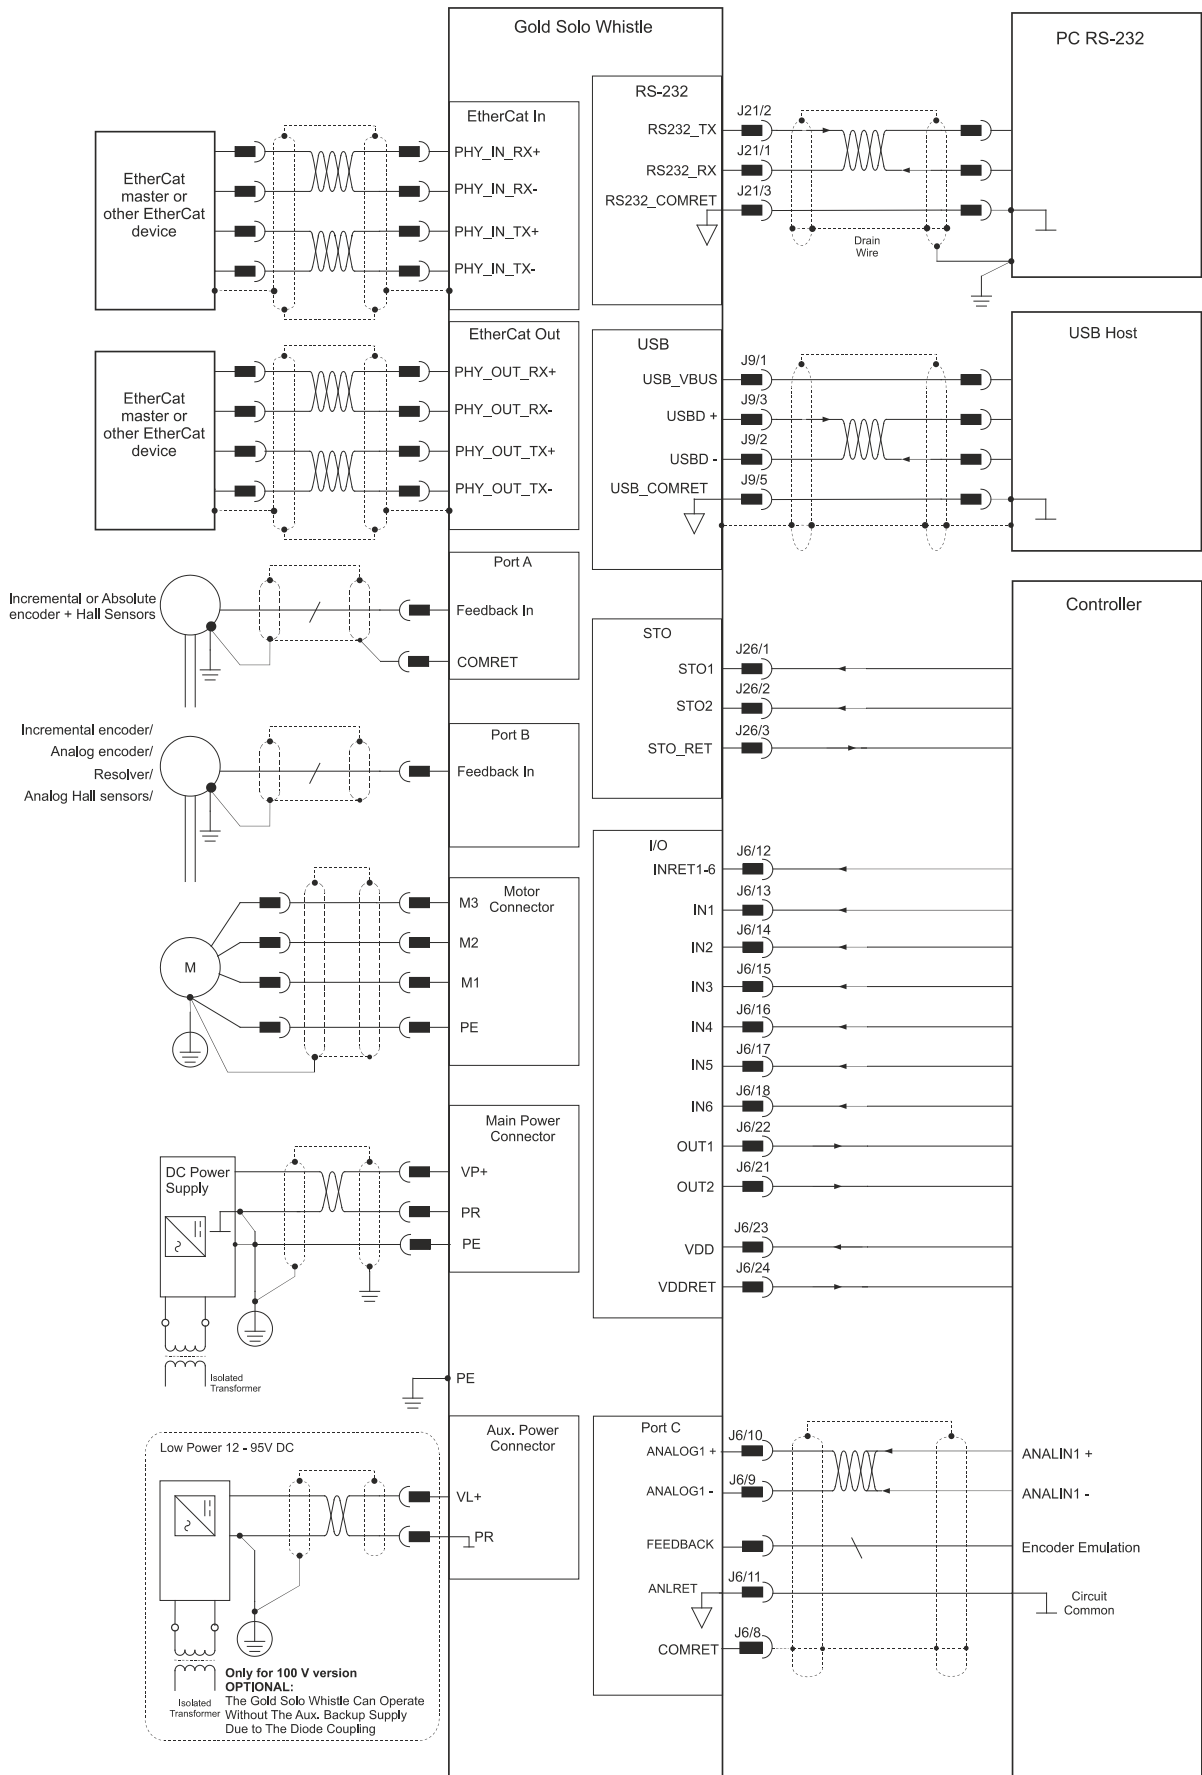 Gold Solo Whistle
PC RS-232
RS-232
J21/2
RS232_TX
J21/1
RS232_RX
J21/3
RS232_COMRET
Drain
Wire
EtherCat In
PHY_IN_RX+
PHY_IN_RX-
PHY_IN_TX+
PHY_IN_TX-
EtherCat
master or
other EtherCat
device
EtherCat Out
PHY_OUT_RX+
PHY_OUT_RX-
PHY_OUT_TX+
PHY_OUT_TX-
EtherCat
master or
other EtherCat
device
USB
USB Host
J9/1
USB_VBUS
J9/3
USBD +
J9/2
USBD -
J9/5
USB_COMRET
Port A
Incremental or Absolute
encoder + Hall Sensors
Feedback In
COMRET
Controller
STO
J26/1
STO1
J26/2
STO2
J26/3
STO_RET
Port B
Incremental encoder/
Analog encoder/
Resolver/
Analog Hall sensors/
Feedback In
I/O
J6/12
INRET1-6
J6/13
IN1
J6/14
IN2
J6/15
IN3
J6/16
IN4
J6/17
IN5
J6/18
IN6
J6/22
OUT1
J6/21
OUT2
J6/23
VDD
J6/24
VDDRET
Motor
Connector
M3
M2
M1
PE
M
Main Power
Connector
DC Power
Supply
VP+
PR
PE
Isolated
Transformer
PE
Aux. Power
Connector
Low Power 12 - 95V DC
VL+
PR
Isolated
Transformer
Only for 100 V version
OPTIONAL:
The Gold Solo Whistle Can Operate
Without The Aux. Backup Supply
Due to The Diode Coupling
Port C
J6/10
ANALOG1 +
ANALIN1 +
J6/9
ANALOG1 -
ANALIN1 -
FEEDBACK
Encoder Emulation
J6/11
ANLRET
Circuit
Common
J6/8
COMRET